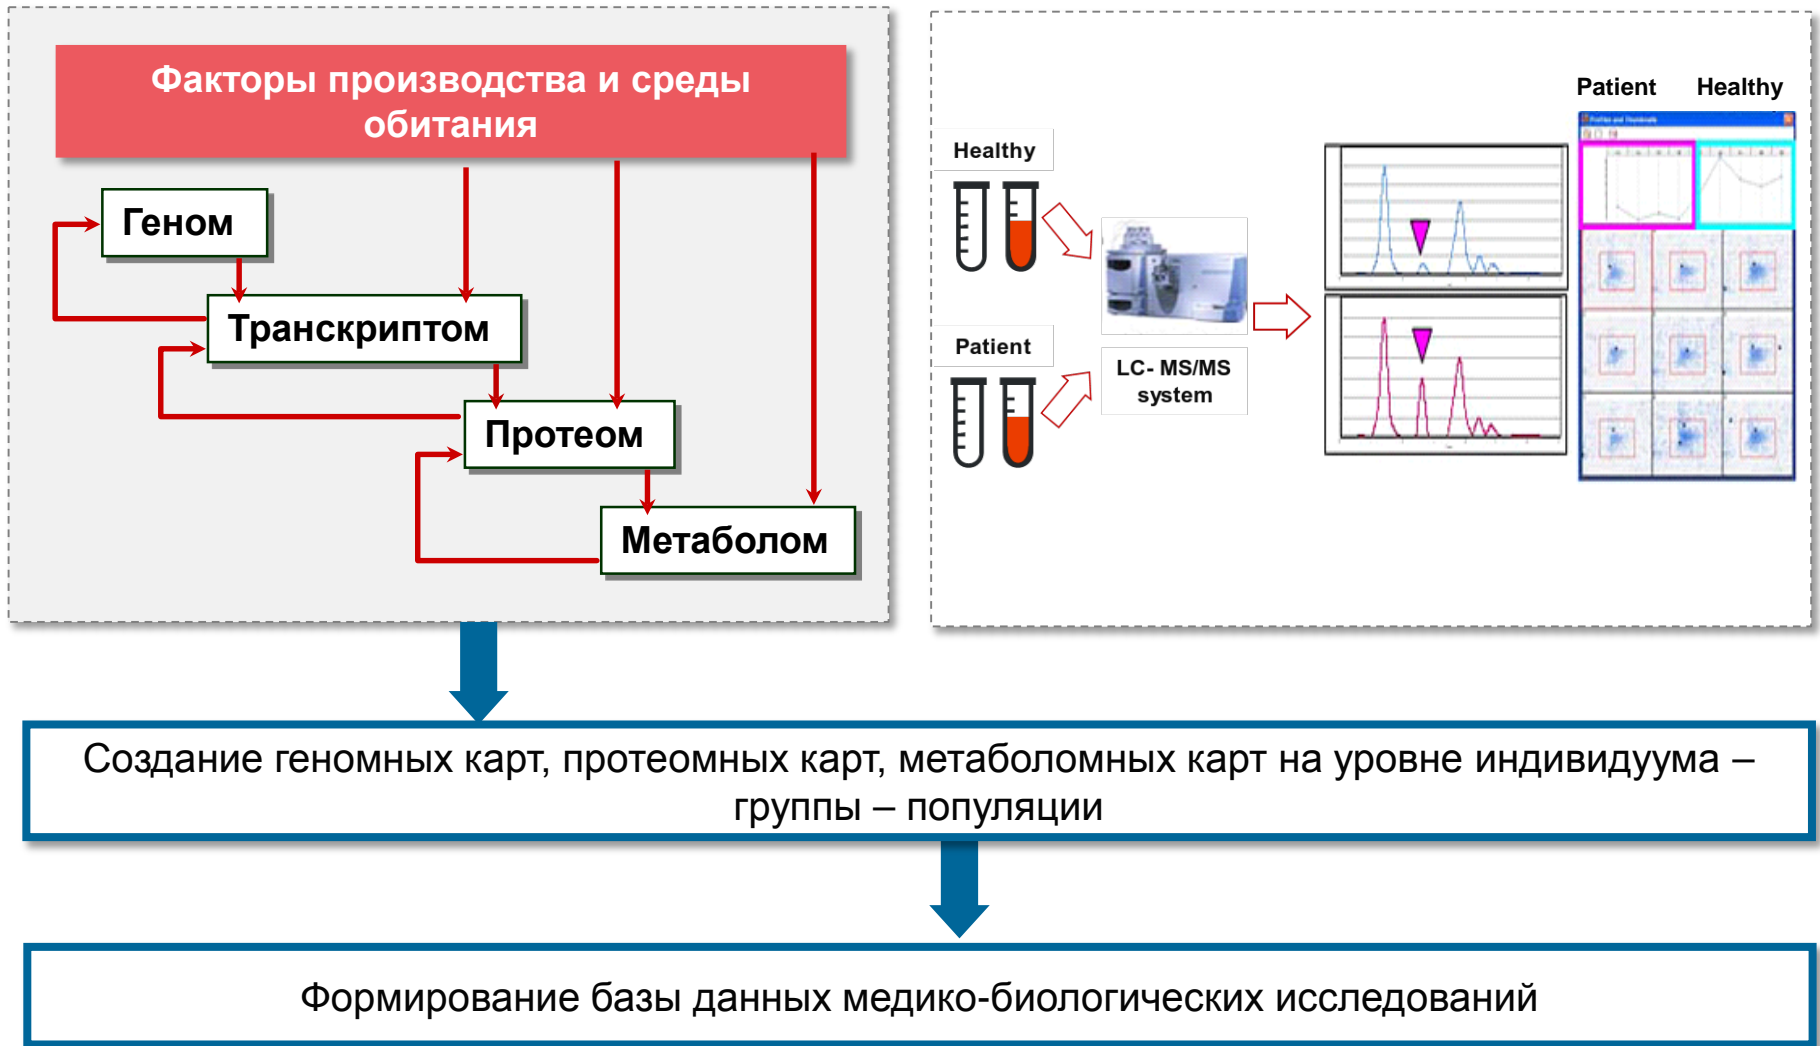 Факторы производства и среды
обитания
Геном
Транскриптом
Протеом
Метаболом
Healthy
Patient
LC- MS/MS
system
Patient Healthy
Создание геномных карт, протеомных карт, метаболомных карт на уровне индивидуума –
группы – популяции
Формирование базы данных медико-биологических исследований